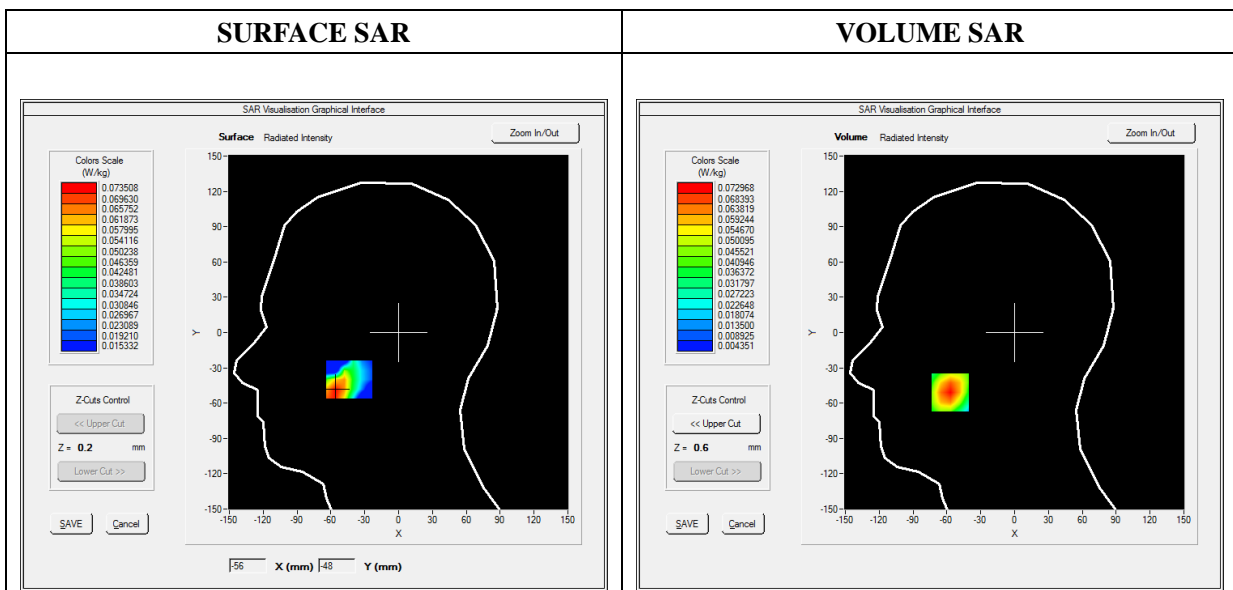 SURFACE SAR
VOLUME SAR
SAR Visualisation Graphical Interface
Surface Radiated Intensity
Zoom In/Out
Colors Scale
(W/kg)
0.073508
0.069630
0.065752
0.061873
0.057995
0.054116
0.050238
0.046359
0.042481
0.038603
0.034724
0.030846
0.026967
0.023089
0.019210
0.015332
Z-Cuts Control
<< Upper Cut
Z = 0.2 mm
Lower Cut >>
SAVE Cancel
150
120
90
60
30
0
-30
-60
-90
-120
-150
Y
-150 -120 -90 -60 -30 0 30 60 90 120 150
X
-56 X (mm) -48 Y (mm)
SAR Visualisation Graphical Interface
Volume Radiated Intensity
Zoom In/Out
Colors Scale
(W/kg)
0.072968
0.068393
0.063819
0.059244
0.054670
0.050095
0.045521
0.040946
0.036372
0.031797
0.027223
0.022648
0.018074
0.013500
0.008925
0.004351
Z-Cuts Control
<< Upper Cut
Z = 0.6 mm
Lower Cut >>
SAVE Cancel
150
120
90
60
30
0
-30
-60
-90
-120
-150
Y
-150 -120 -90 -60 -30 0 30 60 90 120 150
X